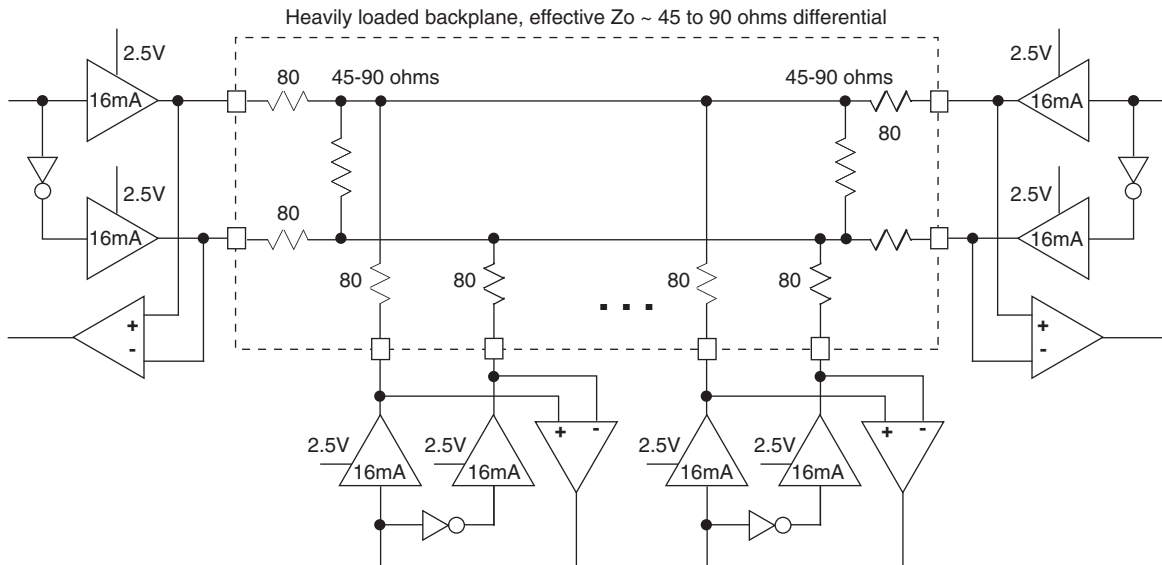 Heavily loaded backplane, effective Zo ~ 45 to 90 ohms differential
2.5V
2.5V
80
45-90 ohms
45-90 ohms
16mA
16mA
80
2.5V
2.5V
80
16mA
16mA
80
80
80
80
+
-
. . .
+
-
2.5V
2.5V
+
-
2.5V
2.5V
+
-
16mA
16mA
16mA
16mA